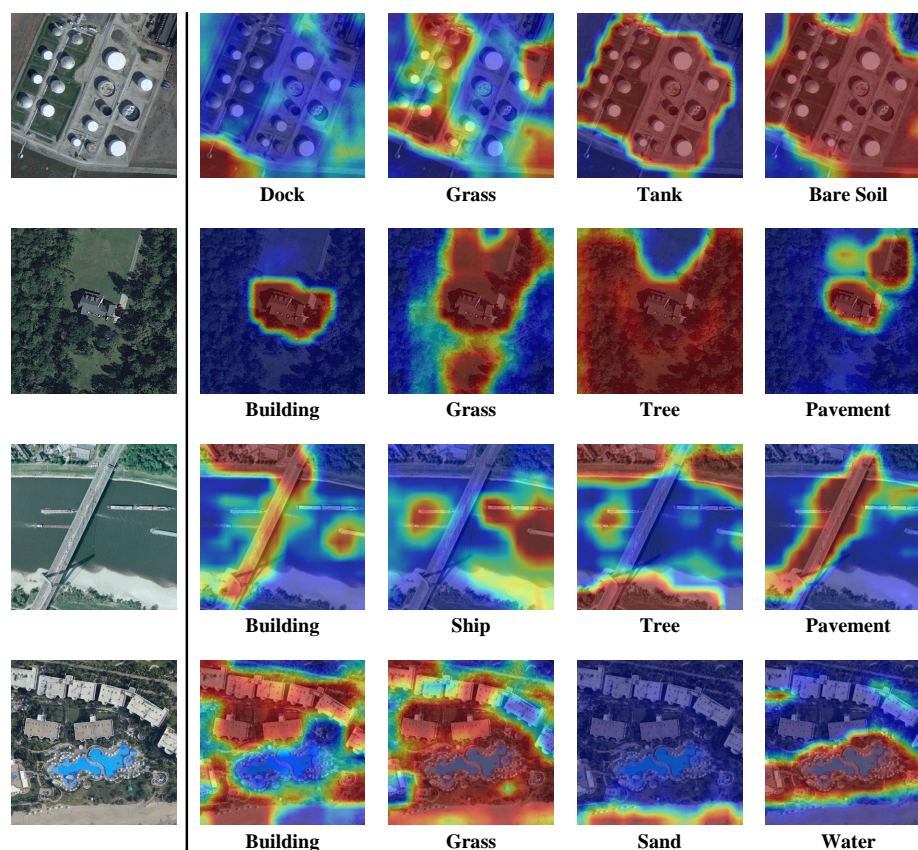 Dock Grass Tank Bare Soil
Building Grass Tree Pavement
Building Ship Tree Pavement
Building Grass Sand Water